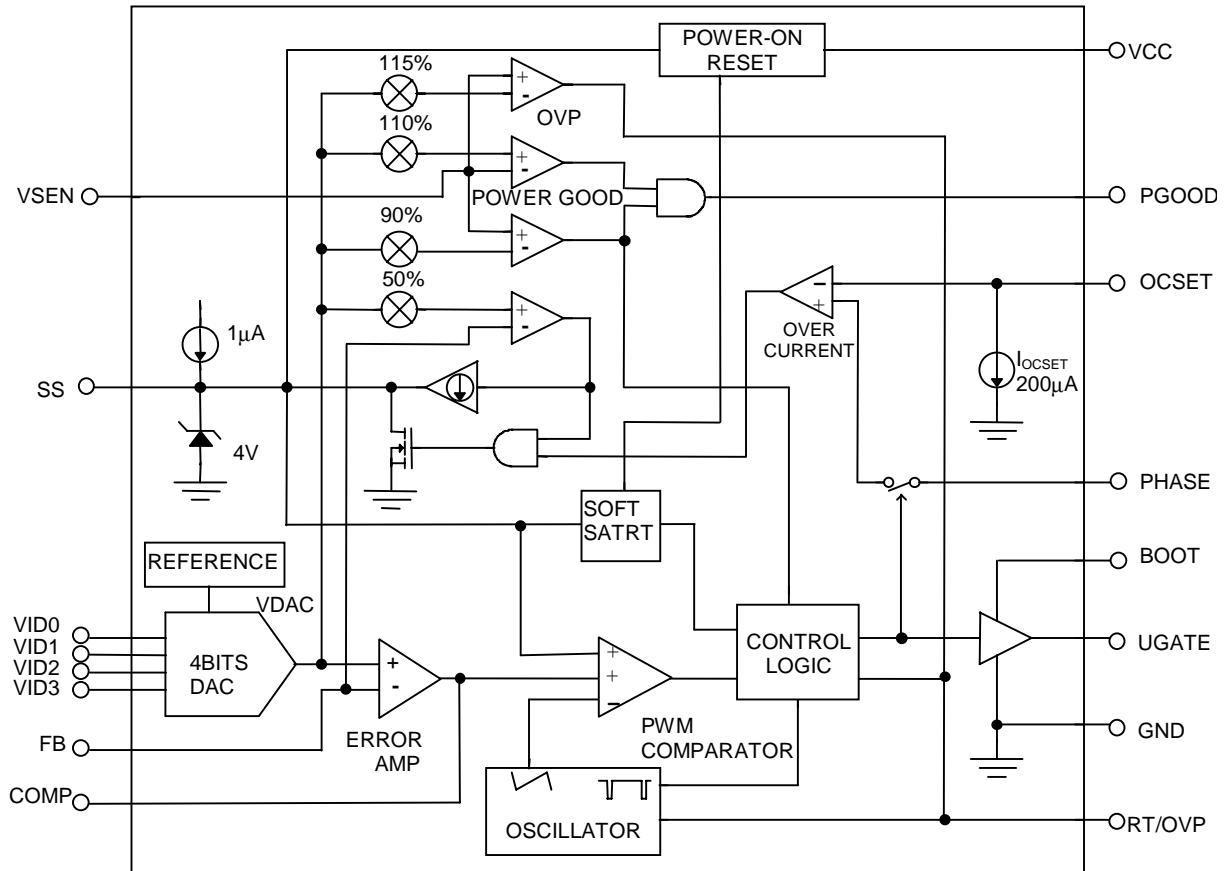 POWER-ON
RESET
VCC
115%
+
-
OVP
110%
+
-
VSEN
POWER GOOD
PGOOD
90%
+
-
50%
+
-
OCSET
-
+
OVER
CURRENT
1μA
IOCSET
200μA
SS
4V
PHASE
SOFT
SATRT
REFERENCE
BOOT
VDAC
VID0
VID1
VID2
VID3
4BITS
DAC
+
-
+
+
-
CONTROL
LOGIC
UGATE
FB
ERROR
AMP
PWM
COMPARATOR
GND
COMP
OSCILLATOR
RT/OVP